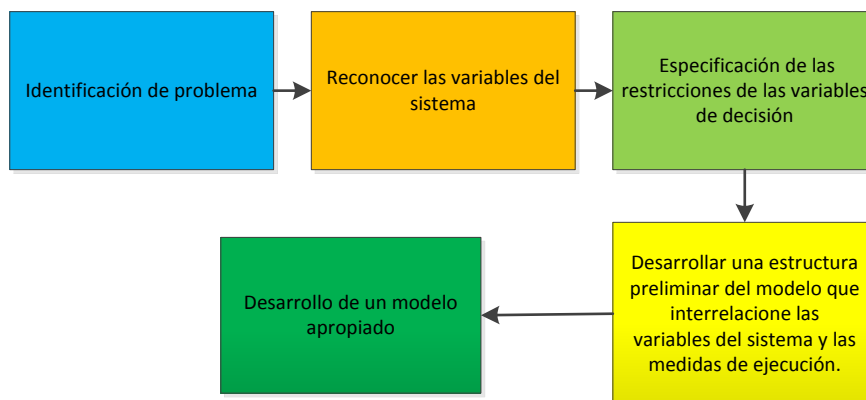 Identificación de problema
Reconocer las variables del
sistema
Especificación de las
restricciones de las variables
de decisión
Desarrollar una estructura
preliminar del modelo que
interrelacione las
variables del sistema y las
medidas de ejecución.
Desarrollo de un modelo
apropiado